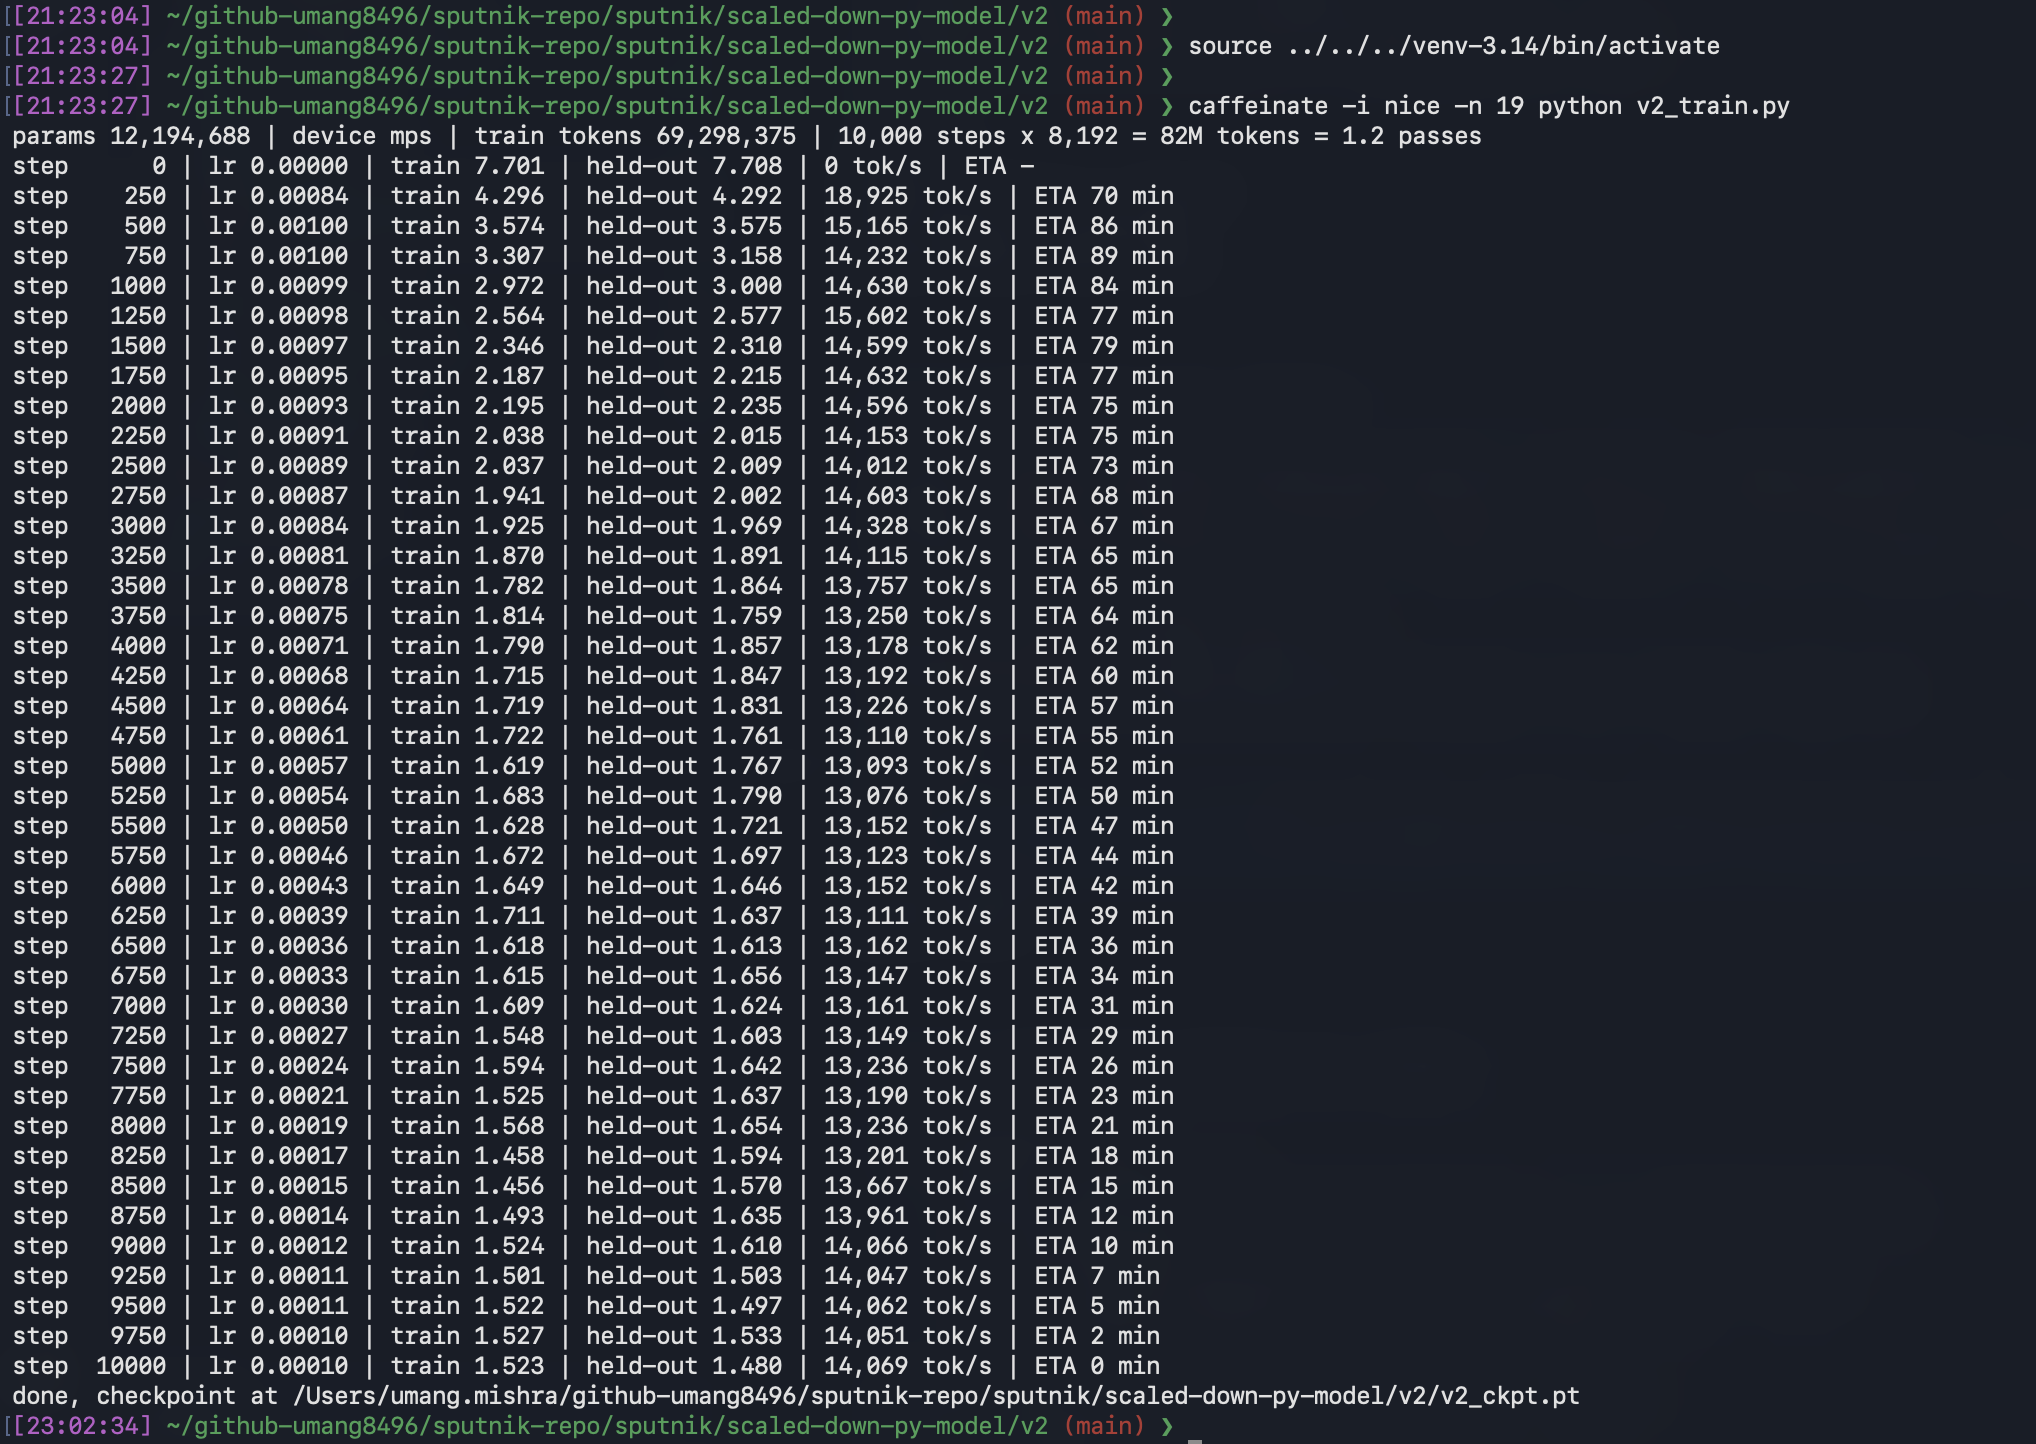 [[21:23:04] ~/github-umang8496/sputnik-repo/sputnik/scaled-down-py-model/v2 (main) ❯
[[21:23:04] ~/github-umang8496/sputnik-repo/sputnik/scaled-down-py-model/v2 (main) ❯ source ../../../venv-3.14/bin/activate
[[21:23:27] ~/github-umang8496/sputnik-repo/sputnik/scaled-down-py-model/v2 (main) ❯
[[21:23:27] ~/github-umang8496/sputnik-repo/sputnik/scaled-down-py-model/v2 (main) ❯ caffeinate -i nice -n 19 python v2_train.py
params 12,194,688 | device mps | train tokens 69,298,375 | 10,000 steps x 8,192 = 82M tokens = 1.2 passes
step      0 | lr 0.00000 | train 7.701 | held-out 7.708 | 0 tok/s | ETA -
step    250 | lr 0.00084 | train 4.296 | held-out 4.292 | 18,925 tok/s | ETA 70 min
step    500 | lr 0.00100 | train 3.574 | held-out 3.575 | 15,165 tok/s | ETA 86 min
step    750 | lr 0.00100 | train 3.307 | held-out 3.158 | 14,232 tok/s | ETA 89 min
step   1000 | lr 0.00099 | train 2.972 | held-out 3.000 | 14,630 tok/s | ETA 84 min
step   1250 | lr 0.00098 | train 2.564 | held-out 2.577 | 15,602 tok/s | ETA 77 min
step   1500 | lr 0.00097 | train 2.346 | held-out 2.310 | 14,599 tok/s | ETA 79 min
step   1750 | lr 0.00095 | train 2.187 | held-out 2.215 | 14,632 tok/s | ETA 77 min
step   2000 | lr 0.00093 | train 2.195 | held-out 2.235 | 14,596 tok/s | ETA 75 min
step   2250 | lr 0.00091 | train 2.038 | held-out 2.015 | 14,153 tok/s | ETA 75 min
step   2500 | lr 0.00089 | train 2.037 | held-out 2.009 | 14,012 tok/s | ETA 73 min
step   2750 | lr 0.00087 | train 1.941 | held-out 2.002 | 14,603 tok/s | ETA 68 min
step   3000 | lr 0.00084 | train 1.925 | held-out 1.969 | 14,328 tok/s | ETA 67 min
step   3250 | lr 0.00081 | train 1.870 | held-out 1.891 | 14,115 tok/s | ETA 65 min
step   3500 | lr 0.00078 | train 1.782 | held-out 1.864 | 13,757 tok/s | ETA 65 min
step   3750 | lr 0.00075 | train 1.814 | held-out 1.759 | 13,250 tok/s | ETA 64 min
step   4000 | lr 0.00071 | train 1.790 | held-out 1.857 | 13,178 tok/s | ETA 62 min
step   4250 | lr 0.00068 | train 1.715 | held-out 1.847 | 13,192 tok/s | ETA 60 min
step   4500 | lr 0.00064 | train 1.719 | held-out 1.831 | 13,226 tok/s | ETA 57 min
step   4750 | lr 0.00061 | train 1.722 | held-out 1.761 | 13,110 tok/s | ETA 55 min
step   5000 | lr 0.00057 | train 1.619 | held-out 1.767 | 13,093 tok/s | ETA 52 min
step   5250 | lr 0.00054 | train 1.683 | held-out 1.790 | 13,076 tok/s | ETA 50 min
step   5500 | lr 0.00050 | train 1.628 | held-out 1.721 | 13,152 tok/s | ETA 47 min
step   5750 | lr 0.00046 | train 1.672 | held-out 1.697 | 13,123 tok/s | ETA 44 min
step   6000 | lr 0.00043 | train 1.649 | held-out 1.646 | 13,152 tok/s | ETA 42 min
step   6250 | lr 0.00039 | train 1.711 | held-out 1.637 | 13,111 tok/s | ETA 39 min
step   6500 | lr 0.00036 | train 1.618 | held-out 1.613 | 13,162 tok/s | ETA 36 min
step   6750 | lr 0.00033 | train 1.615 | held-out 1.656 | 13,147 tok/s | ETA 34 min
step   7000 | lr 0.00030 | train 1.609 | held-out 1.624 | 13,161 tok/s | ETA 31 min
step   7250 | lr 0.00027 | train 1.548 | held-out 1.603 | 13,149 tok/s | ETA 29 min
step   7500 | lr 0.00024 | train 1.594 | held-out 1.642 | 13,236 tok/s | ETA 26 min
step   7750 | lr 0.00021 | train 1.525 | held-out 1.637 | 13,190 tok/s | ETA 23 min
step   8000 | lr 0.00019 | train 1.568 | held-out 1.654 | 13,236 tok/s | ETA 21 min
step   8250 | lr 0.00017 | train 1.458 | held-out 1.594 | 13,201 tok/s | ETA 18 min
step   8500 | lr 0.00015 | train 1.456 | held-out 1.570 | 13,667 tok/s | ETA 15 min
step   8750 | lr 0.00014 | train 1.493 | held-out 1.635 | 13,961 tok/s | ETA 12 min
step   9000 | lr 0.00012 | train 1.524 | held-out 1.610 | 14,066 tok/s | ETA 10 min
step   9250 | lr 0.00011 | train 1.501 | held-out 1.503 | 14,047 tok/s | ETA 7 min
step   9500 | lr 0.00011 | train 1.522 | held-out 1.497 | 14,062 tok/s | ETA 5 min
step   9750 | lr 0.00010 | train 1.527 | held-out 1.533 | 14,051 tok/s | ETA 2 min
step  10000 | lr 0.00010 | train 1.523 | held-out 1.480 | 14,069 tok/s | ETA 0 min
done, checkpoint at /Users/umang.mishra/github-umang8496/sputnik-repo/sputnik/scaled-down-py-model/v2/v2_ckpt.pt
[[23:02:34] ~/github-umang8496/sputnik-repo/sputnik/scaled-down-py-model/v2 (main) ❯